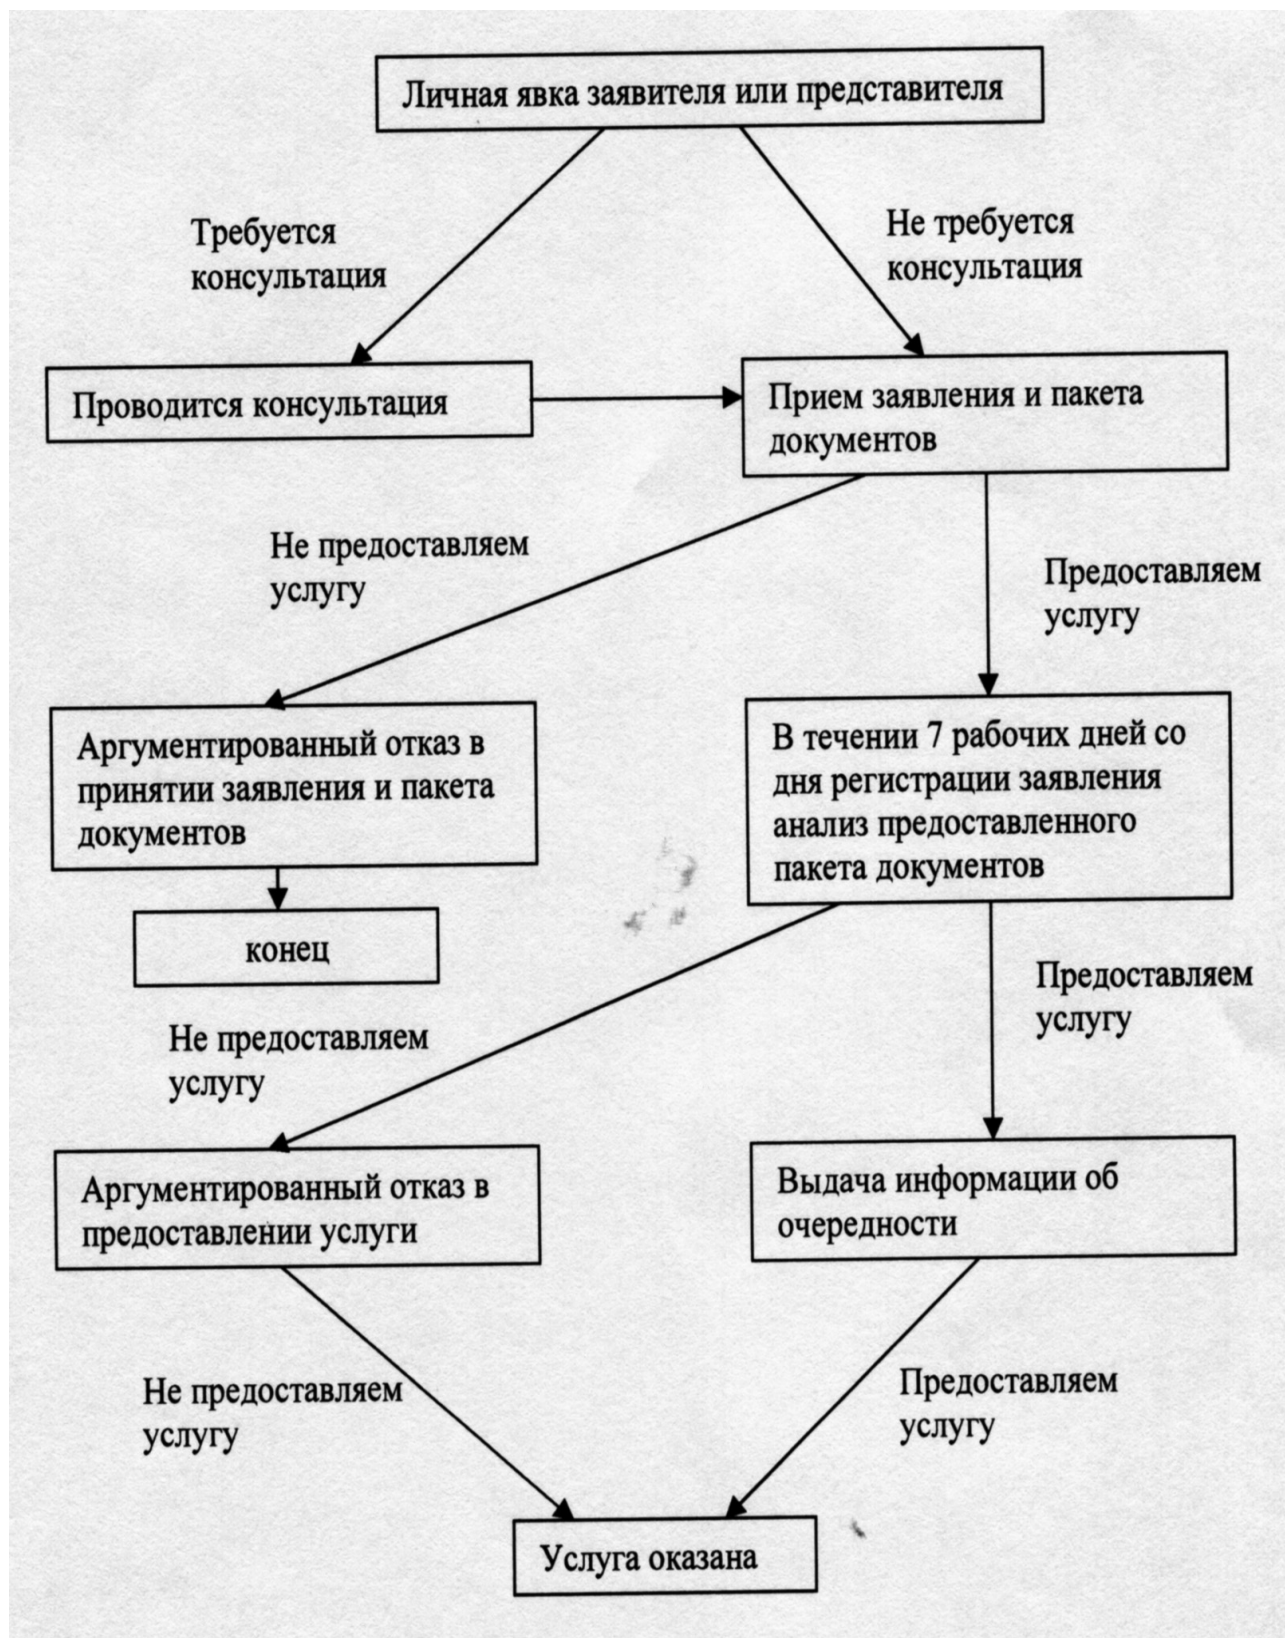 Личная явка заявителя или представителя
Требуется
консультация
Не требуется
консультация
Проводится консультация
Прием заявления и пакета
документов
Не предоставляем
услугу
Предоставляем
услугу
Аргументированный отказ в
принятии заявления и пакета
документов
В течении 7 рабочих дней со
дня регистрации заявления
анализ предоставленного
пакета документов
конец
Не предоставляем
услугу
Предоставляем
услугу
Аргументированный отказ в
предоставлении услуги
Выдача информации об
очередности
Не предоставляем
услугу
Предоставляем
услугу
Услуга оказана